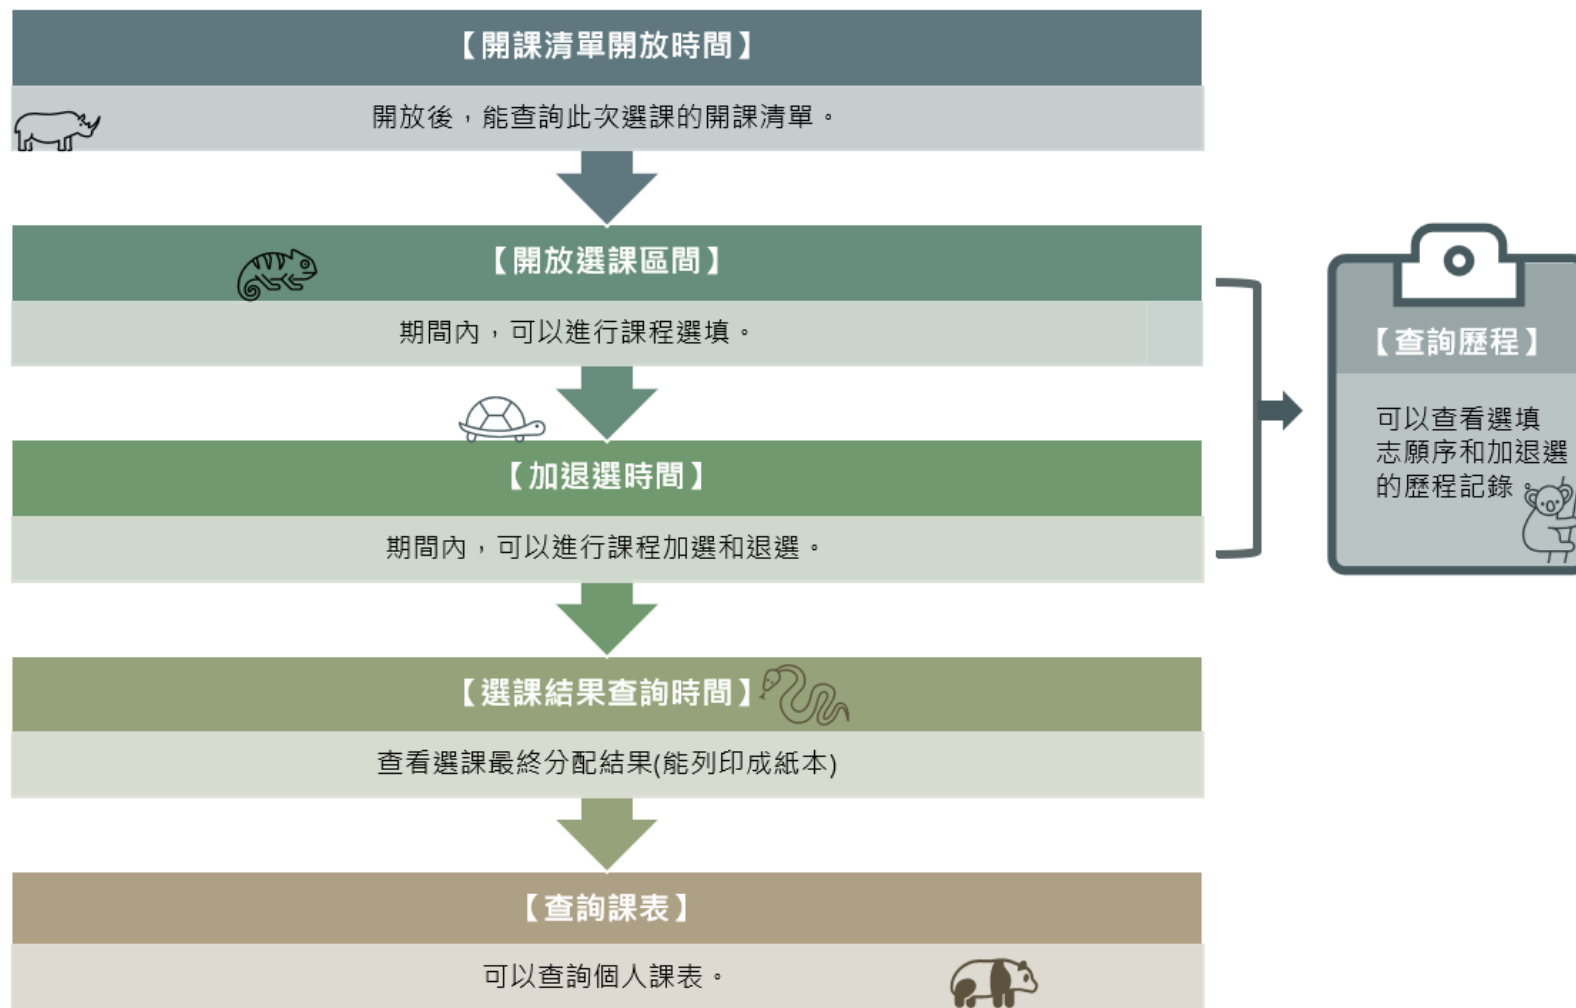 【開課清單開放時間】
開放後，能查詢此次選課的開課清單。
【開放選課區間】
期間內，可以進行課程選填。
【加退選時間】
期間內，可以進行課程加選和退選。
【查詢歷程】
可以查看選填
志願序和加退選
的歷程記錄。
【選課結果查詢時間】
查看選課最終分配結果(能列印成紙本)
【查詢課表】
可以查詢個人課表。